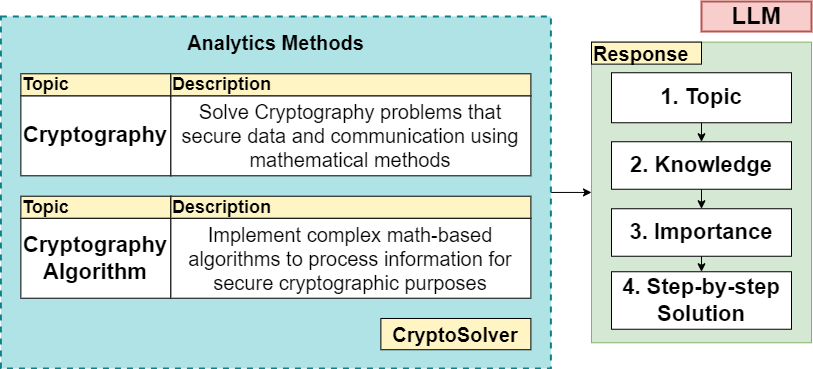 LLM
Analytics Methods
Response
Topic Description
Cryptography
Solve Cryptography problems that
secure data and communication using
mathematical methods
Topic Description
Cryptography
Algorithm
Implement complex math-based
algorithms to process information for
secure cryptographic purposes
CryptoSolver
1. Topic
2. Knowledge
3. Importance
4. Step-by-step
Solution